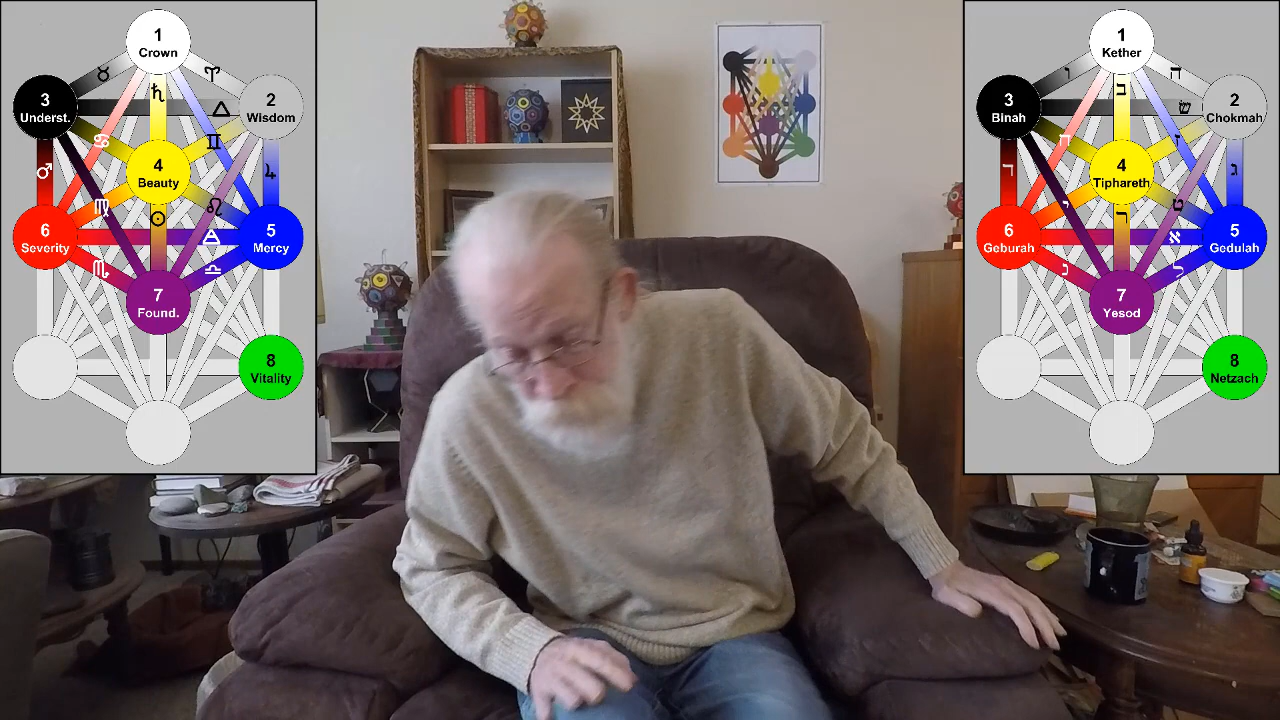 1
Crown
♉
♈
3
Underst.
2
Wisdom
♄
△
♋
♊
4
Beauty
♂
♃
♍
♌
☉
6
Severity
5
Mercy
🜁
♏
♎
7
Found.
8
Vitality
1
Kether
ו
ה
3
Binah
2
Chokmah
ב
ש
ח
ז
4
Tiphareth
ג
י
ט
ר
6
Geburah
5
Gedulah
א
נ
ל
7
Yesod
8
Netzach